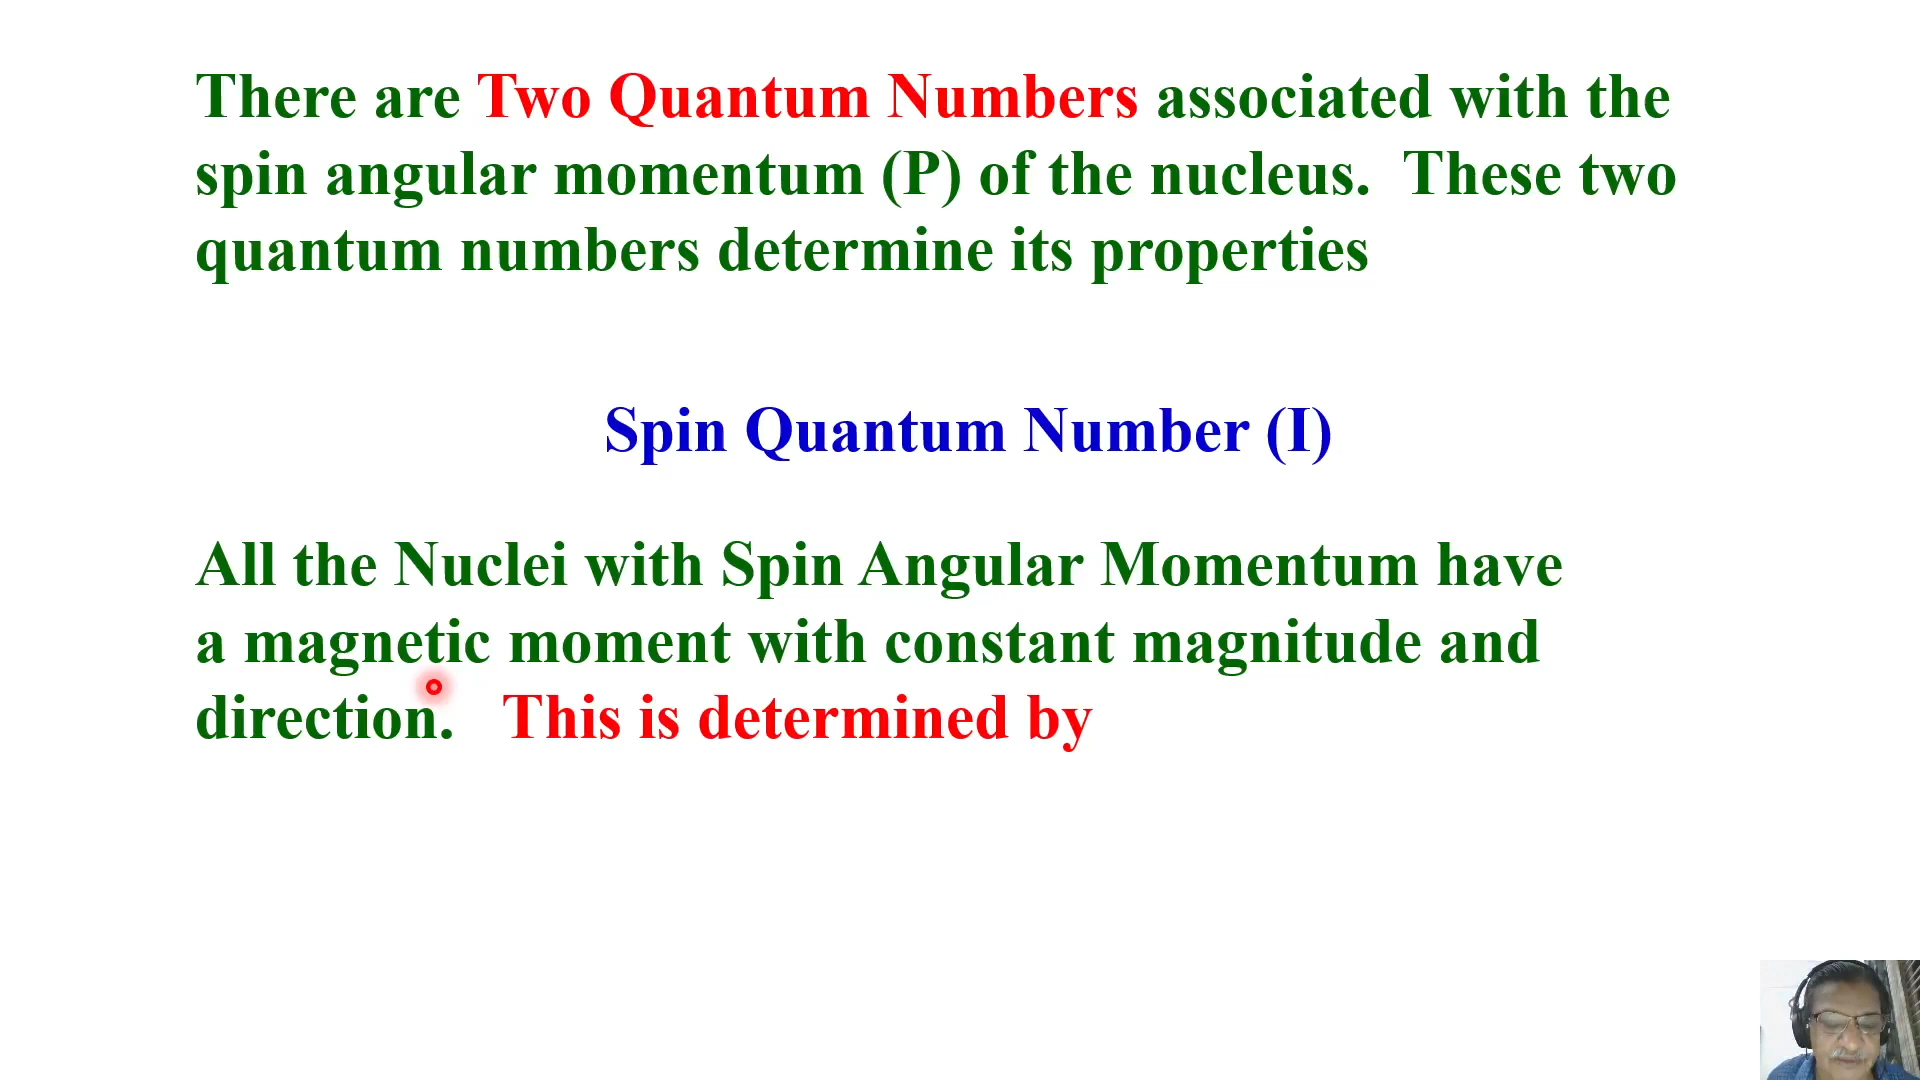 There are Two Quantum Numbers associated with the
spin angular momentum (P) of the nucleus. These two
quantum numbers determine its properties
Spin Quantum Number (I)
All the Nuclei with Spin Angular Momentum have
a magnetic moment with constant magnitude and
direction. This is determined by